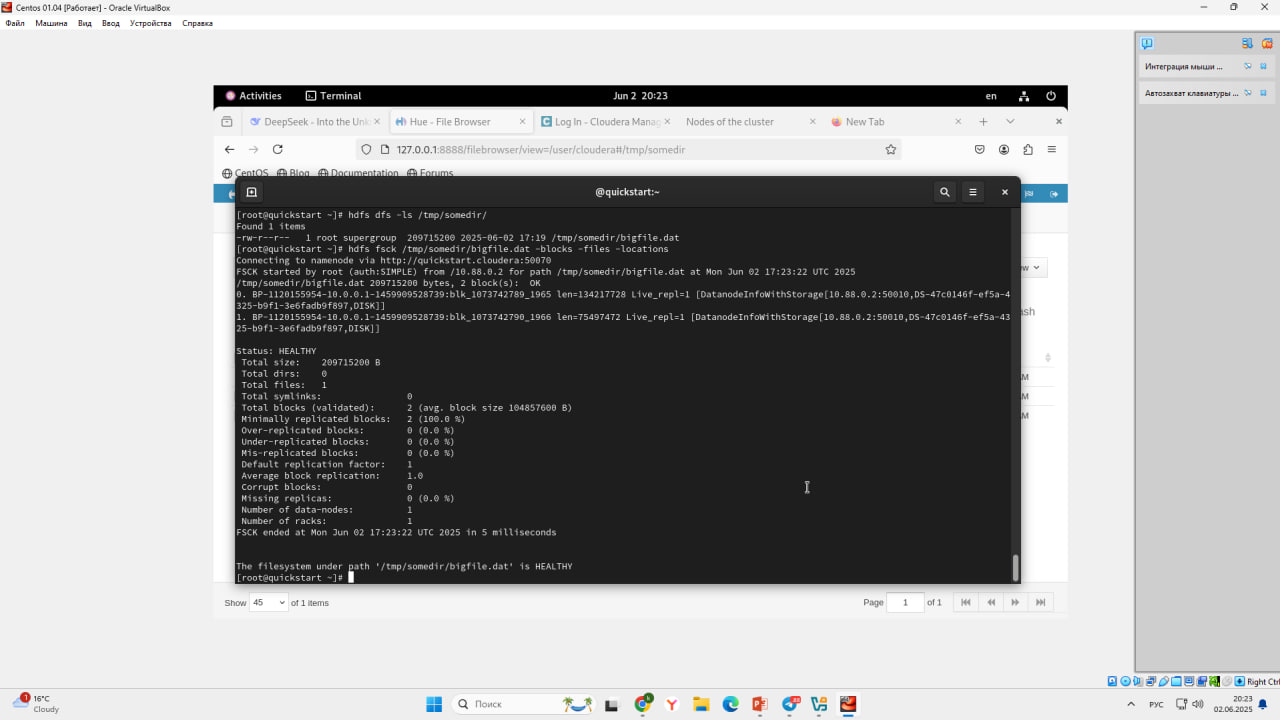 Centos 01.04 [Работает] - Oracle VirtualBox
Файл Машина Вид Ввод Устройства Справка
Интеграция мыши ...
Автозахват клавиатуры ...
Activities Terminal Jun 2 20:23 en
DeepSeek - Into the Unk Hue - File Browser Log In - Cloudera Manag Nodes of the cluster New Tab
127.0.0.1:8888/filebrowser/view=/user/cloudera#/tmp/somedir
CentOS Blog Documentation Forums
@quickstart:~
[root@quickstart ~]# hdfs dfs -ls /tmp/somedir/
Found 1 items
-rw-r--r-- 1 root supergroup 209715200 2025-06-02 17:19 /tmp/somedir/bigfile.dat
[root@quickstart ~]# hdfs fsck /tmp/somedir/bigfile.dat -blocks -files -locations
Connecting to namenode via http://quickstart.cloudera:50070
FSCK started by root (auth:SIMPLE) from /10.88.0.2 for path /tmp/somedir/bigfile.dat at Mon Jun 02 17:23:22 UTC 2025
/tmp/somedir/bigfile.dat 209715200 bytes, 2 block(s): OK
0. BP-1120155954-10.0.0.1-1459909528739:blk_1073742789_1965 len=134217728 Live_repl=1 [DatanodeInfoWithStorage[10.88.0.2:50010,DS-47c0146f-ef5a-4
325-b9f1-3e6fadb9f897,DISK]]
1. BP-1120155954-10.0.0.1-1459909528739:blk_1073742790_1966 len=75497472 Live_repl=1 [DatanodeInfoWithStorage[10.88.0.2:50010,DS-47c0146f-ef5a-43
25-b9f1-3e6fadb9f897,DISK]]
Status: HEALTHY
Total size: 209715200 B
Total dirs: 0
Total files: 1
Total symlinks: 0
Total blocks (validated): 2 (avg. block size 104857600 B)
Minimally replicated blocks: 2 (100.0 %)
Over-replicated blocks: 0 (0.0 %)
Under-replicated blocks: 0 (0.0 %)
Mis-replicated blocks: 0 (0.0 %)
Default replication factor: 1
Average block replication: 1.0
Corrupt blocks: 0
Missing replicas: 0 (0.0 %)
Number of data-nodes: 1
Number of racks: 1
FSCK ended at Mon Jun 02 17:23:22 UTC 2025 in 5 milliseconds
The filesystem under path '/tmp/somedir/bigfile.dat' is HEALTHY
[root@quickstart ~]#
Show 45 of 1 items Page 1 of 1
Right Ctrl
16°C
Cloudy
Поиск
РУС
20:23
02.06.2025